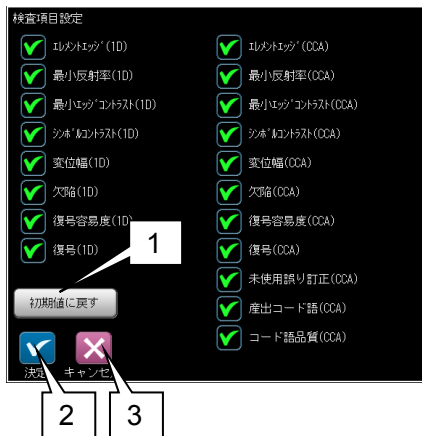 検査項目設定
ｴﾚﾒﾝﾄｴｯｼﾞ(1D)
最小反射率(1D)
最小ｴｯｼﾞｺﾝﾄﾗｽﾄ(1D)
ｼﾝﾎﾞﾙｺﾝﾄﾗｽﾄ(1D)
変位幅(1D)
欠陥(1D)
復号容易度(1D
復号(1D)
ｴﾚﾒﾝﾄｴｯｼﾞ(CCA)
最小反射率(CCA)
最小ｴｯｼﾞｺﾝﾄﾗｽﾄ(CCA)
ｼﾝﾎﾞﾙｺﾝﾄﾗｽﾄ(CCA)
変位幅(CCA)
欠陥(CCA)
復号容易度(CCA)
復号(CCA)
未使用誤り訂正(CCA)
産出コード語(CCA)
コード語品質(CCA)
1
初期値に戻す
決定
キャンセ
2
3